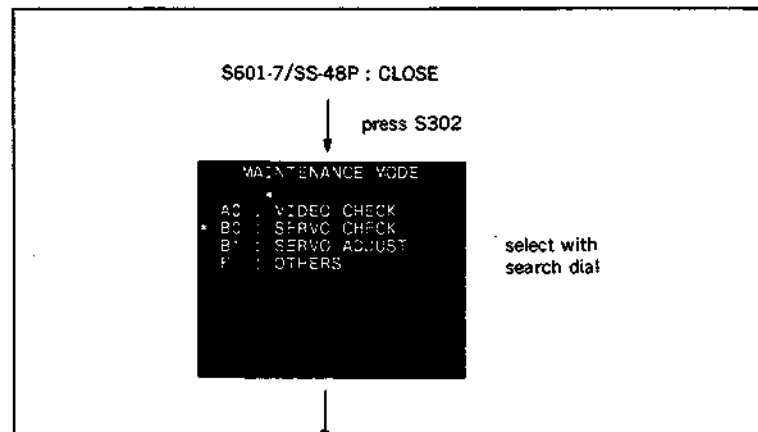 S601-7/SS-48P : CLOSE
press S302
MAINTENANCE MODE
A0 : VIDEO CHECK
* B0 : SERVO CHECK
B1 : SERVO ADJUST
F : OTHERS
select with
search dial